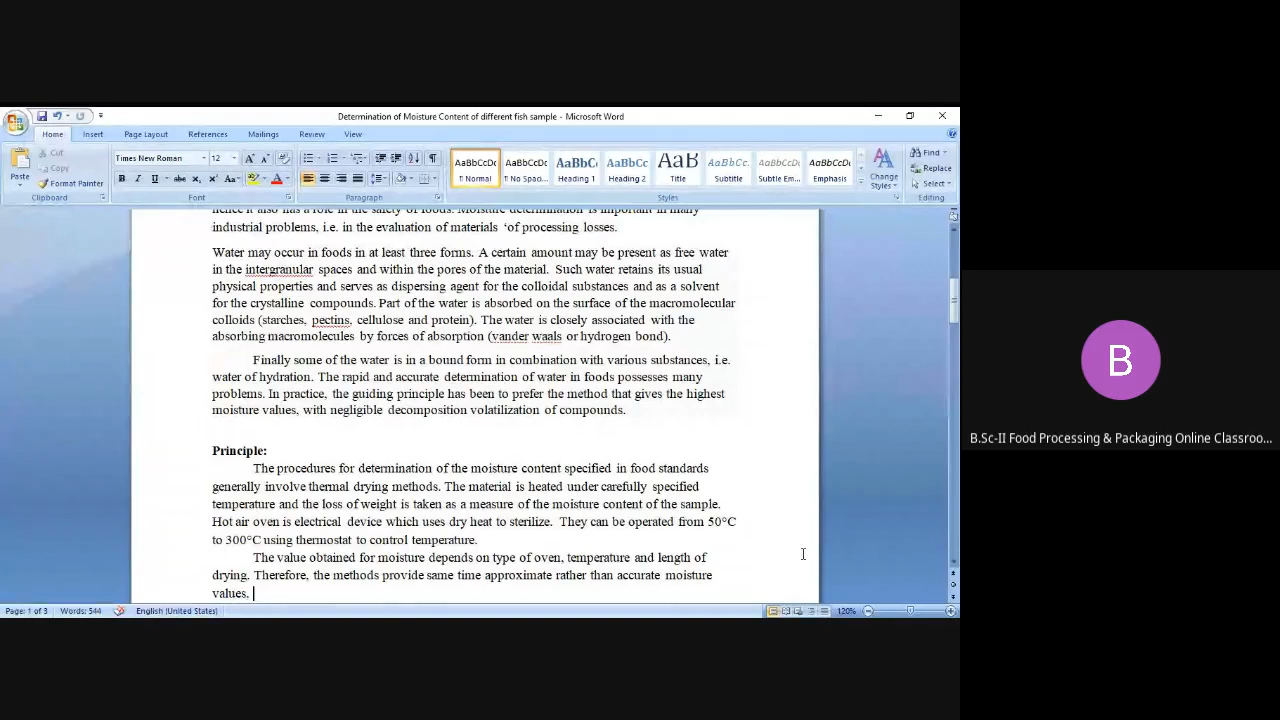 Determination of Moisture Content of different fish sample - Microsoft Word
Home Insert Page Layout References Mailings Review View
Paste
Cut
Copy
Format Painter
Clipboard
Times New Roman 12
Font
Paragraph
AaBbCcDc AaBbCcDc AaBbC AaBbCc AaB AaBbCc. AaBbCcDc AaBbCcDc
¶ Normal ¶ No Spaci... Heading 1 Heading 2 Title Subtitle Subtle Em... Emphasis
Change Styles
Styles
Find
Replace
Select
Editing
hence it also has a role in the safety of foods. Moisture determination is important in many
industrial problems, i.e. in the evaluation of materials ‘of processing losses.
Water may occur in foods in at least three forms. A certain amount may be present as free water
in the intergranular spaces and within the pores of the material. Such water retains its usual
physical properties and serves as dispersing agent for the colloidal substances and as a solvent
for the crystalline compounds. Part of the water is absorbed on the surface of the macromolecular
colloids (starches, pectins, cellulose and protein). The water is closely associated with the
absorbing macromolecules by forces of absorption (vander waals or hydrogen bond).
Finally some of the water is in a bound form in combination with various substances, i.e.
water of hydration. The rapid and accurate determination of water in foods possesses many
problems. In practice, the guiding principle has been to prefer the method that gives the highest
moisture values, with negligible decomposition volatilization of compounds.
Principle:
The procedures for determination of the moisture content specified in food standards
generally involve thermal drying methods. The material is heated under carefully specified
temperature and the loss of weight is taken as a measure of the moisture content of the sample.
Hot air oven is electrical device which uses dry heat to sterilize. They can be operated from 50°C
to 300°C using thermostat to control temperature.
The value obtained for moisture depends on type of oven, temperature and length of
drying. Therefore, the methods provide same time approximate rather than accurate moisture
values.
Page: 1 of 3 Words: 544 English (United States) 120%
B
B.Sc-II Food Processing & Packaging Online Classroo...